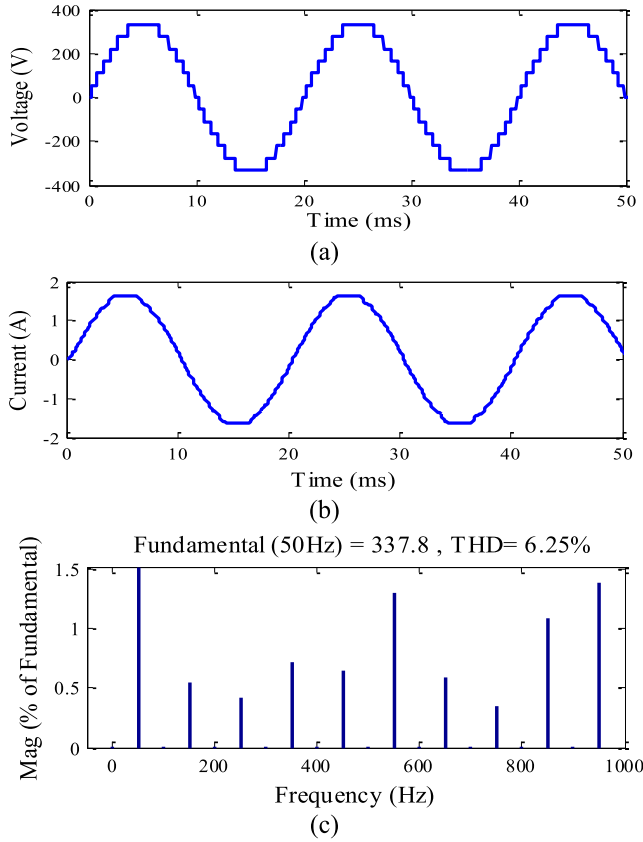 400
200
0
-200
-400
Voltage (V)
0 10 20 30 40 50
Time (ms)
(a)
2
1
0
-1
-2
Current (A)
0 10 20 30 40 50
Time (ms)
(b)
Fundamental (50Hz) = 337.8 , THD= 6.25%
1.5
1
0.5
0
Mag (% of Fundamental)
0 200 400 600 800 1000
Frequency (Hz)
(c)